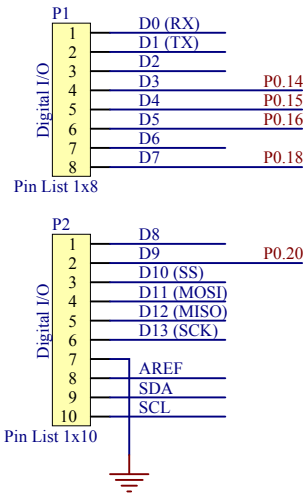 P1
1 D0 (RX)
2 D1 (TX)
3 D2
4 D3 P0.14
5 D4 P0.15
6 D5 P0.16
7 D6
8 D7 P0.18
Digital I/O
Pin List 1x8
P2
1 D8
2 D9 P0.20
3 D10 (SS)
4 D11 (MOSI)
5 D12 (MISO)
6 D13 (SCK)
7
8 AREF
9 SDA
10 SCL
Digital I/O
Pin List 1x10